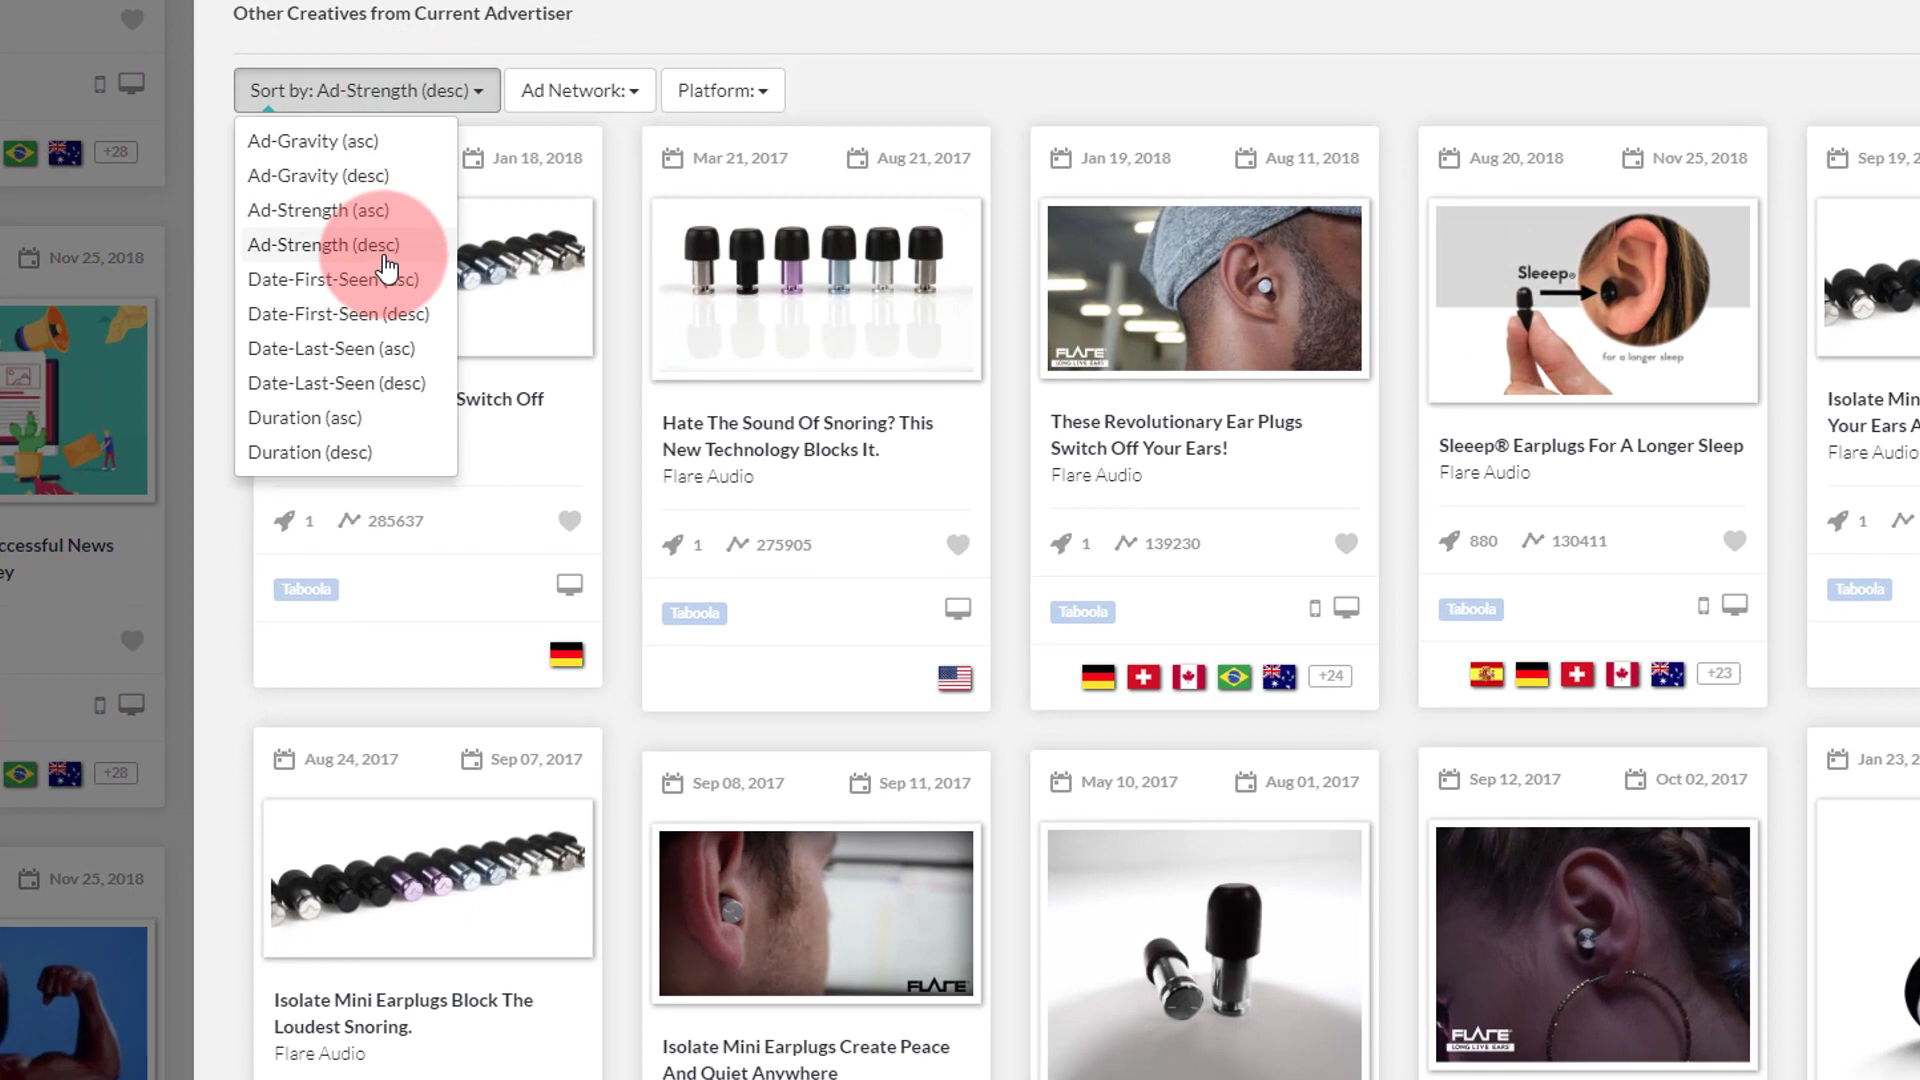 Other Creatives from Current Advertiser
Sort by: Ad-Strength (desc)
Ad Network:
Platform:
Ad-Gravity (asc)
Ad-Gravity (desc)
Ad-Strength (asc)
Ad-Strength (desc)
Date-First-Seen
Date-First-Seen (desc)
Date-Last-Seen (asc)
Date-Last-Seen (desc)
Duration (asc)
Duration (desc)
+28
Nov 25, 2018
ccessful News
ey
+28
Nov 25, 2018
Jan 18, 2018
Switch Off
1
285637
Taboola
Mar 21, 2017
Aug 21, 2017
Hate The Sound Of Snoring? This
New Technology Blocks It.
Flare Audio
1
275905
Taboola
Jan 19, 2018
Aug 11, 2018
FLARE
LONG LIVE EARS
These Revolutionary Ear Plugs
Switch Off Your Ears!
Flare Audio
1
139230
Taboola
+24
Aug 20, 2018
Nov 25, 2018
Sleeep®
for a longer sleep
Sleeep® Earplugs For A Longer Sleep
Flare Audio
880
130411
Taboola
+23
Sep 19, 2
Isolate Min
Your Ears A
Flare Audio
1
Taboola
Aug 24, 2017
Sep 07, 2017
Isolate Mini Earplugs Block The
Loudest Snoring.
Flare Audio
Sep 08, 2017
Sep 11, 2017
FLARE
Isolate Mini Earplugs Create Peace
And Quiet Anywhere
May 10, 2017
Aug 01, 2017
Sep 12, 2017
Oct 02, 2017
FLARE
LONG LIVE EARS
Jan 23, 2